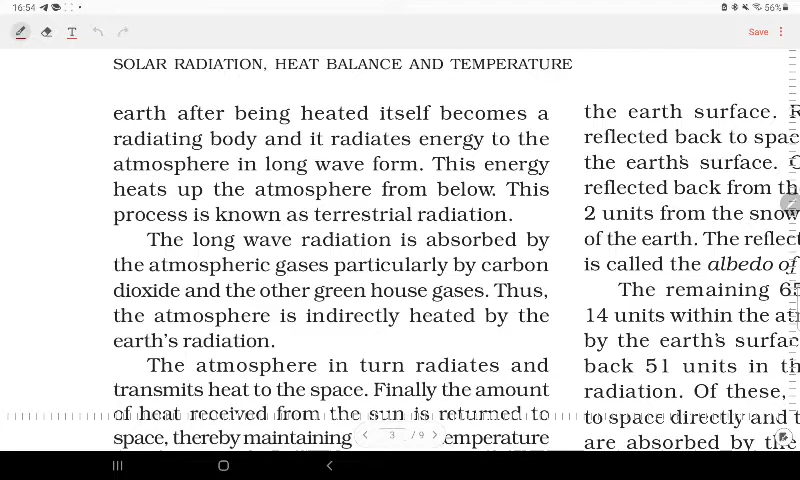 16:54
56%
T
Save
SOLAR RADIATION, HEAT BALANCE AND TEMPERATURE
earth after being heated itself becomes a
radiating body and it radiates energy to the
atmosphere in long wave form. This energy
heats up the atmosphere from below. This
process is known as terrestrial radiation.
The long wave radiation is absorbed by
the atmospheric gases particularly by carbon
dioxide and the other green house gases. Thus,
the atmosphere is indirectly heated by the
earth's radiation.
The atmosphere in turn radiates and
transmits heat to the space. Finally the amount
of heat received from the sun is returned to
space, thereby maintaining
the earth surface. R
reflected back to spac
the earth's surface.
reflected back from th
2 units from the snow
of the earth. The reflect
is called the albedo of
The remaining 65
14 units within the at
by the earth's surfac
back 51 units in th
radiation. Of these,
to space directly and t
are absorbed by the
3 / 9